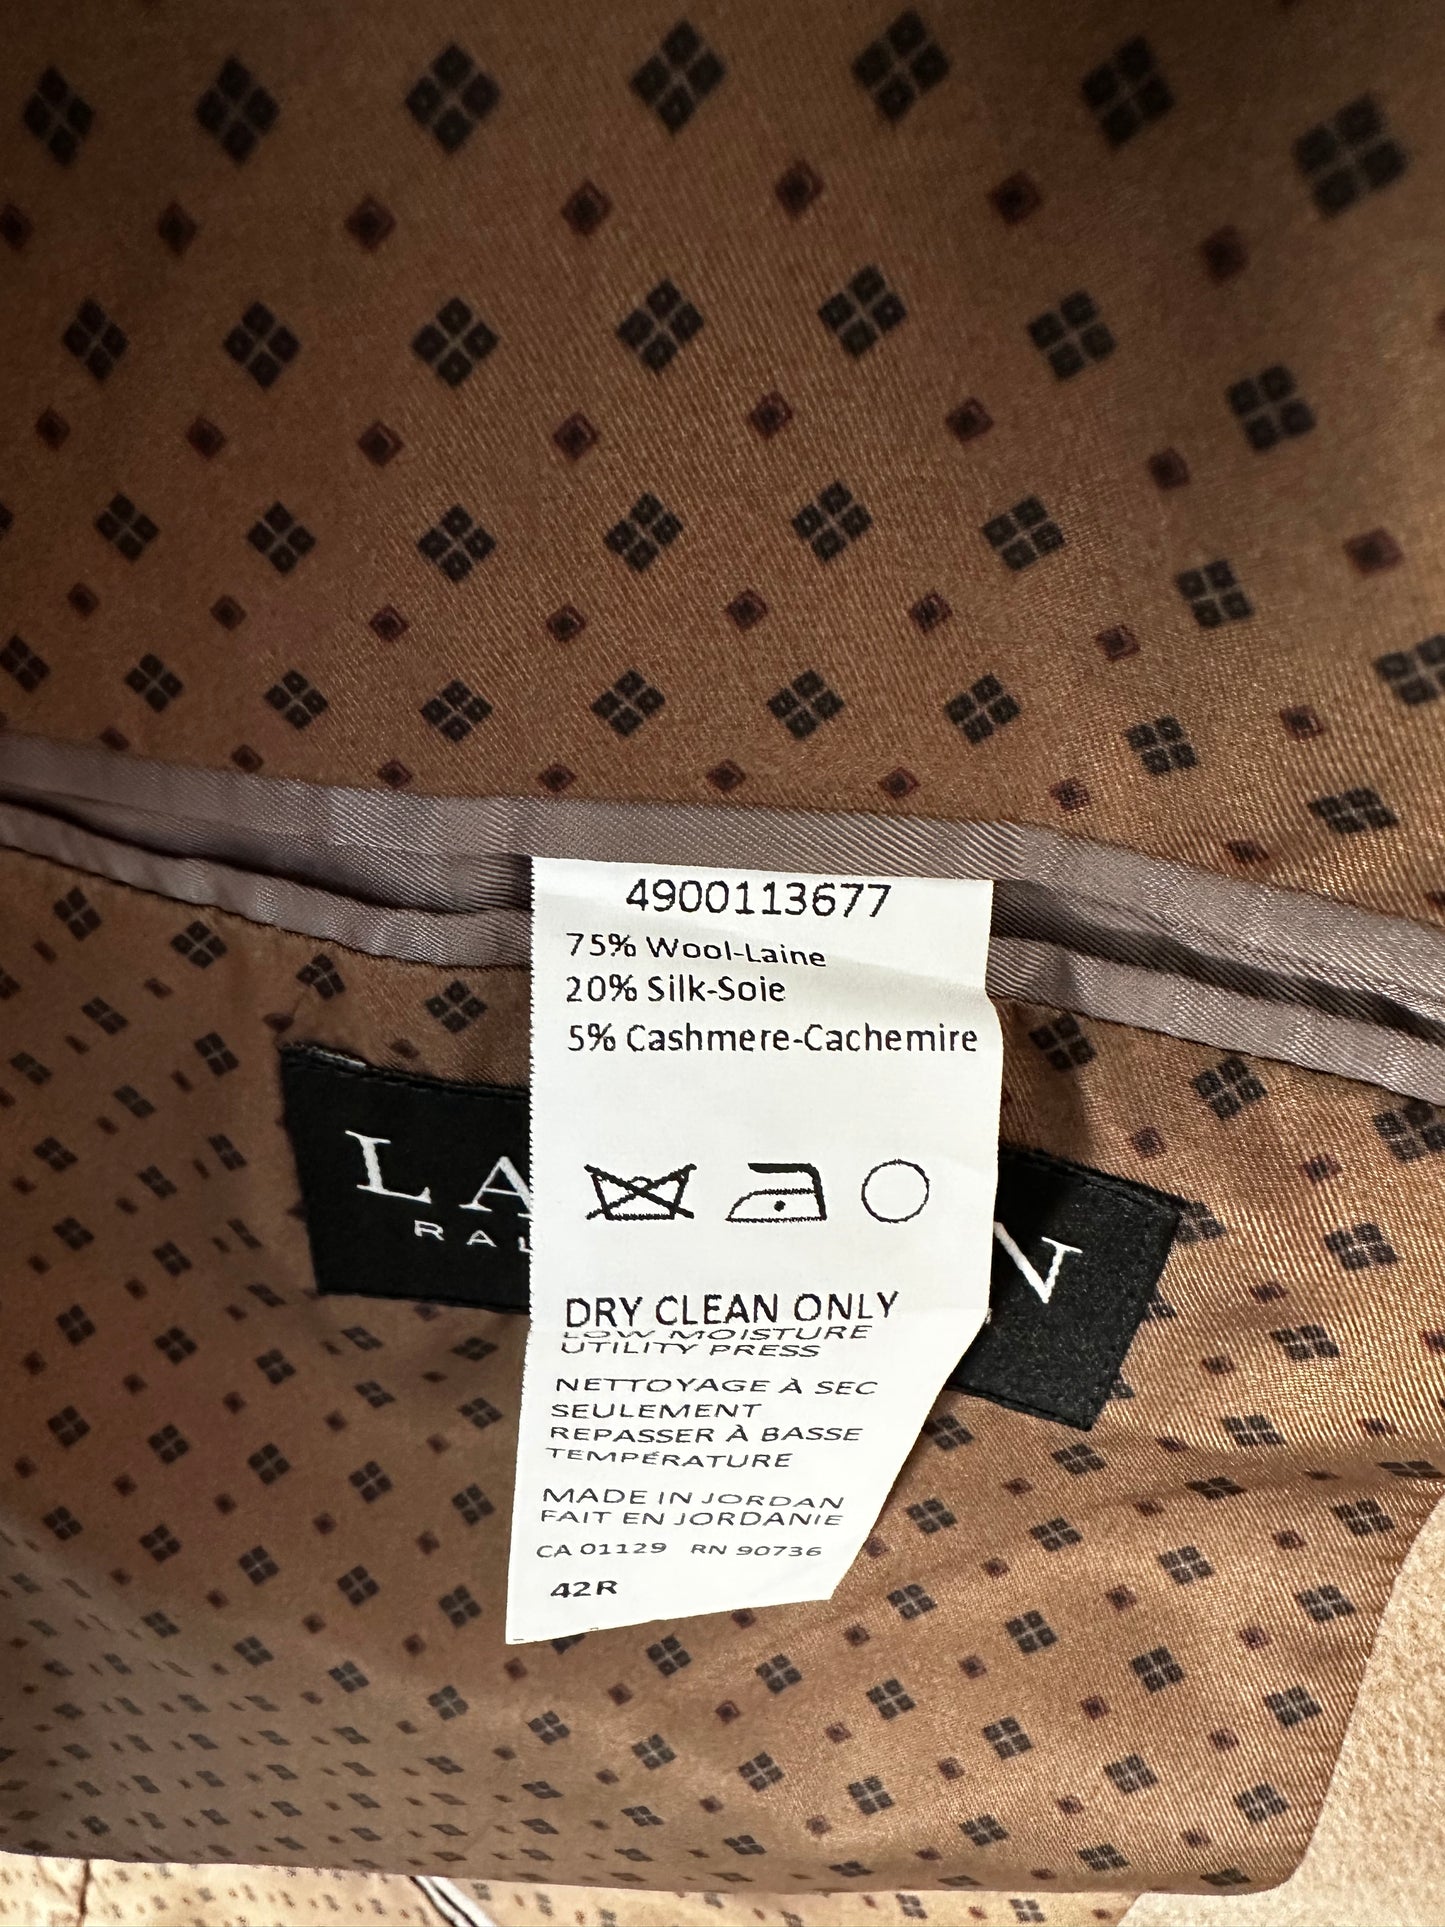 4900113677
75% Wool-Laine
20% Silk-Soie
5% Cashmere-Cachemire
DRY CLEAN ONLY
LOW MOISTURE
UTILITY PRESS
NETTOYAGE À SEC
SEULEMENT
REPASSER À BASSE
TEMPÉRATURE
MADE IN JORDAN
FAIT EN JORDANIE
CA 01129 RN 90736
42R